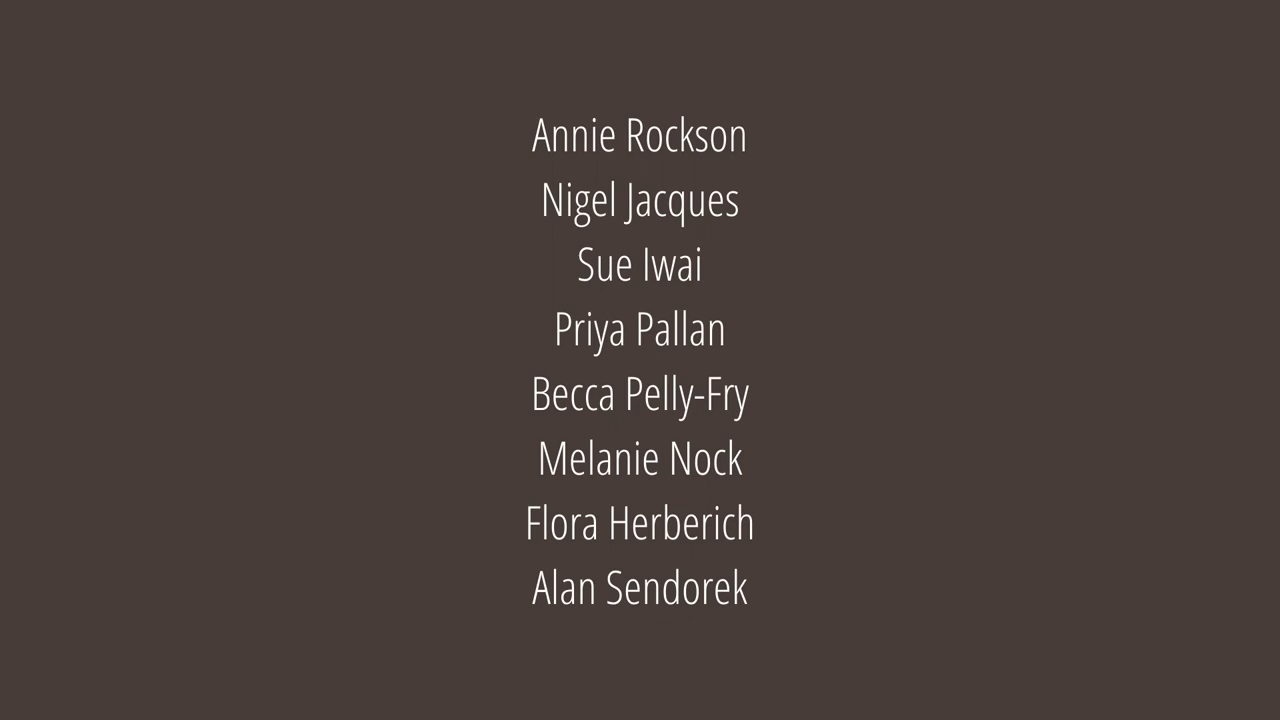 Annie Rockson
Nigel Jacques
Sue Iwai
Priya Pallan
Becca Pelly-Fry
Melanie Nock
Flora Herberich
Alan Sendorek